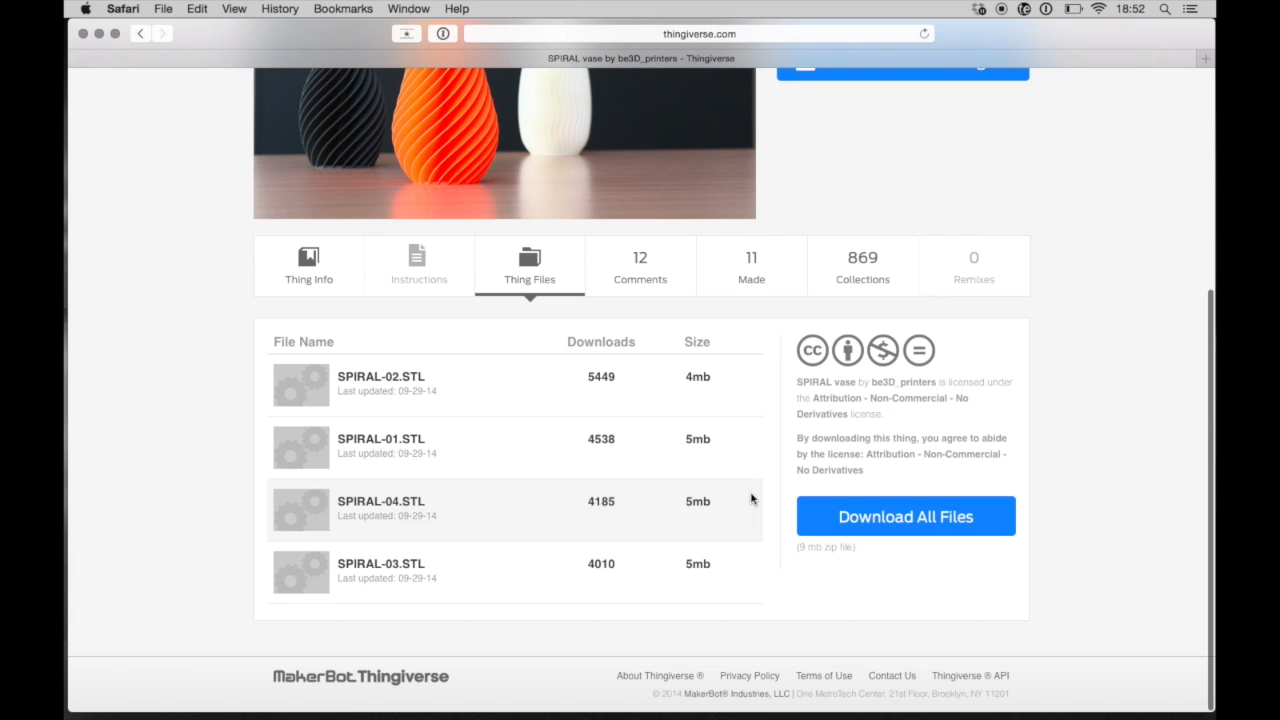 Safari File Edit View History Bookmarks Window Help 18:52
thingiverse.com
SPIRAL vase by be3D_printers - Thingiverse
Thing Info
Instructions
Thing Files
12
Comments
11
Made
869
Collections
0
Remixes
File Name Downloads Size
SPIRAL-02.STL 5449 4mb
Last updated: 09-29-14
SPIRAL-01.STL 4538 5mb
Last updated: 09-29-14
SPIRAL-04.STL 4185 5mb
Last updated: 09-29-14
SPIRAL-03.STL 4010 5mb
Last updated: 09-29-14
cc
SPIRAL vase by be3D_printers is licensed under
the Attribution - Non-Commercial - No
Derivatives license.
By downloading this thing, you agree to abide
by the license: Attribution - Non-Commercial -
No Derivatives
Download All Files
(9 mb zip file)
MakerBot Thingiverse
About Thingiverse ® Privacy Policy Terms of Use Contact Us Thingiverse ® API
© 2014 MakerBot® Industries, LLC | One MetroTech Center, 21st Floor, Brooklyn, NY 11201